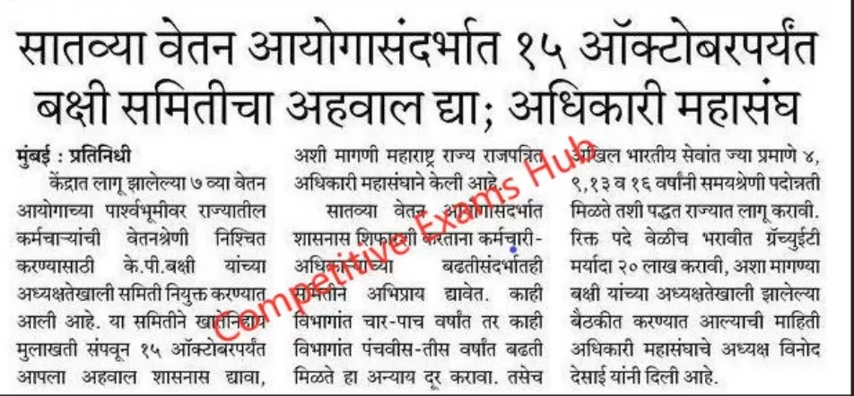 सातव्या वेतन आयोगासंदर्भात १५ ऑक्टोबरपर्यंत
बक्षी समितीचा अहवाल द्या; अधिकारी महासंघ
मुंबई : प्रतिनिधी
केंद्रात लागू झालेल्या ७ व्या वेतन
आयोगाच्या पार्श्वभूमीवर राज्यातील
कर्मचाऱ्यांची वेतनश्रेणी निश्चित
करण्यासाठी के.पी.बक्षी यांच्या
अध्यक्षतेखाली समिती नियुक्त करण्यात
आली आहे. या समितीने खातेनिहाय
मुलाखती संपवून १५ ऑक्टोबरपर्यंत
आपला अहवाल शासनास द्यावा,
अशी मागणी महाराष्ट्र राज्य राजपत्रित
अधिकारी महासंघाने केली आहे.
सातव्या वेतन आयोगासंदर्भात
शासनास शिफारशी करताना कर्मचारी-
अधिकाऱ्यांच्या बढतीसंदर्भातही
समितीने अभिप्राय द्यावेत. काही
विभागांत चार-पाच वर्षांत तर काही
विभागांत पंचवीस-तीस वर्षांत बढती
मिळते हा अन्याय दूर करावा. तसेच
अखिल भारतीय सेवांत ज्या प्रमाणे ४,
९,१३ व १६ वर्षांनी समयश्रेणी पदोन्नती
मिळते तशी पद्धत राज्यात लागू करावी.
रिक्त पदे वेळीच भरावीत ग्रॅच्युईटी
मर्यादा २० लाख करावी, अशा मागण्या
बक्षी यांच्या अध्यक्षतेखाली झालेल्या
बैठकीत करण्यात आल्याची माहिती
अधिकारी महासंघाचे अध्यक्ष विनोद
देसाई यांनी दिली आहे.
Competitive Exams Hub